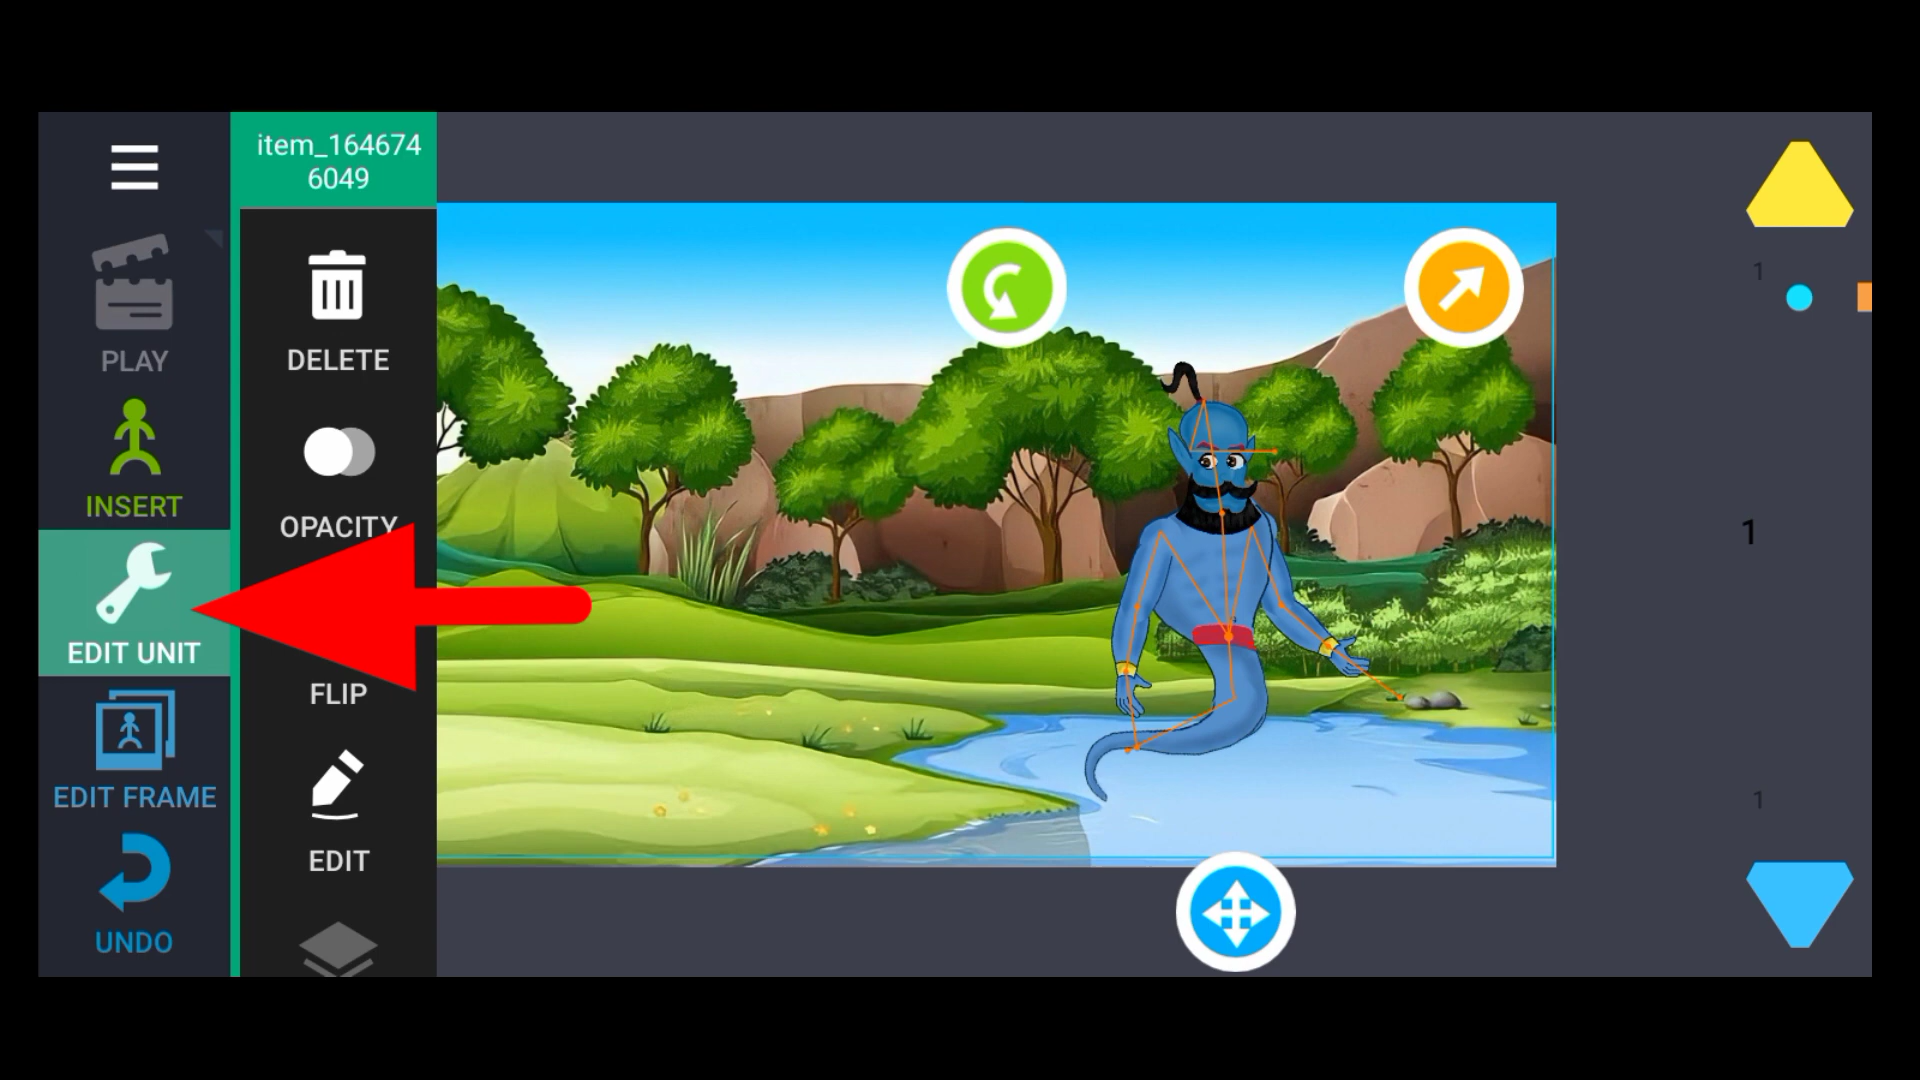 item_164674
6049
PLAY
INSERT
EDIT UNIT
EDIT FRAME
UNDO
DELETE
OPACITY
FLIP
EDIT
1
1
1